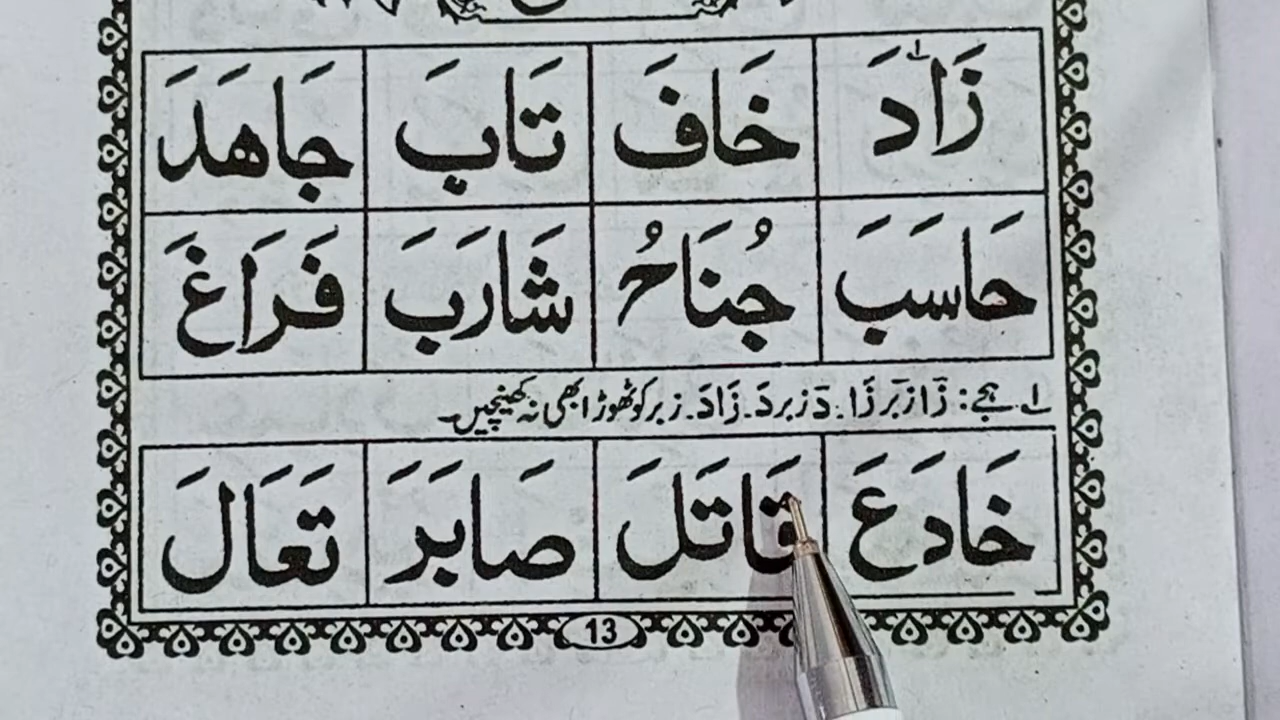 زَادَ خَافَ تَابَ جَاهَدَ
حَاسَبَ جُنَاحُ شَارَبَ فَرَاغَ
١ ہجے: زَا زبر زَا. دَ زبر دَ. زَادَ. زبر کو تھوڑا بھی نہ کھینچیں۔
خَادَعَ قَاتَلَ صَابَرَ تَعَالَ
13